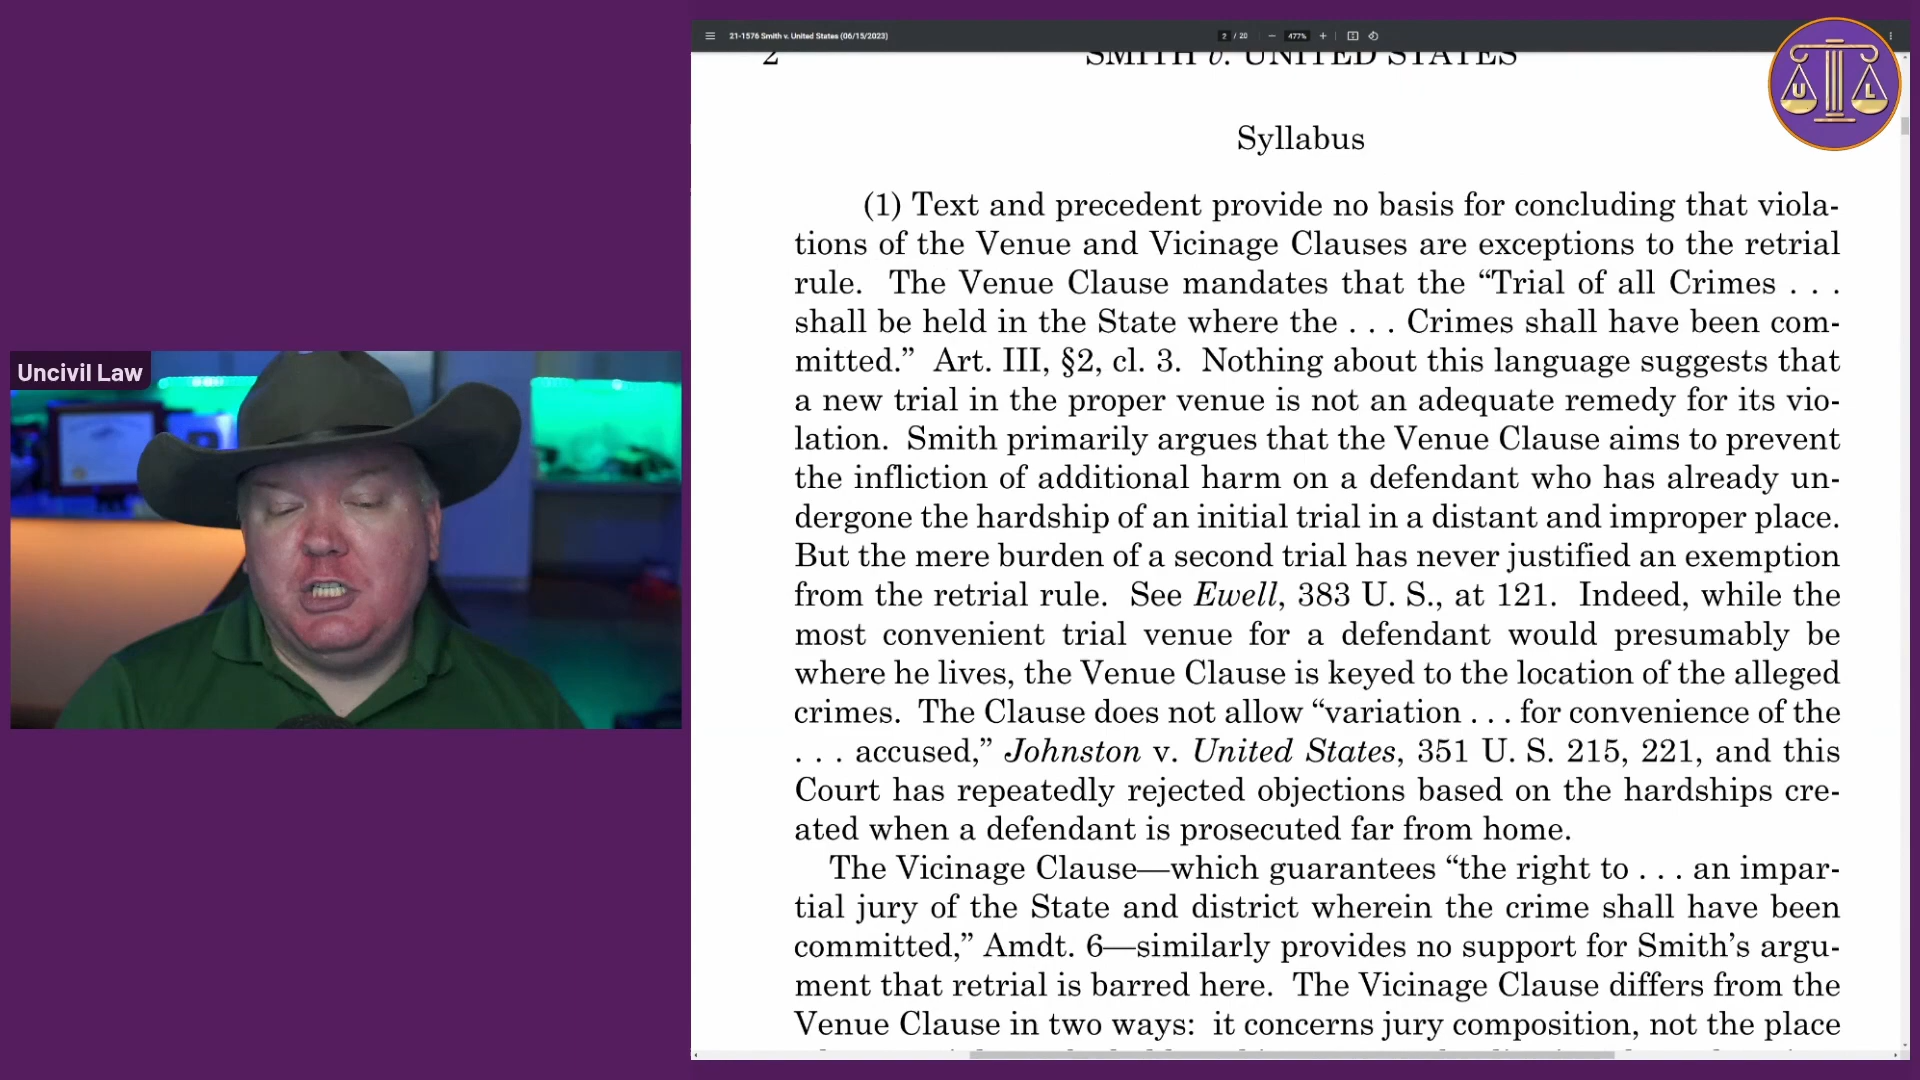 21-1576 Smith v. United States (06/15/2023)
2 / 20
477%
2 SMITH v. UNITED STATES
U L
Syllabus
(1) Text and precedent provide no basis for concluding that viola-
tions of the Venue and Vicinage Clauses are exceptions to the retrial
rule. The Venue Clause mandates that the “Trial of all Crimes . . .
shall be held in the State where the . . . Crimes shall have been com-
mitted.” Art. III, §2, cl. 3. Nothing about this language suggests that
a new trial in the proper venue is not an adequate remedy for its vio-
lation. Smith primarily argues that the Venue Clause aims to prevent
the infliction of additional harm on a defendant who has already un-
dergone the hardship of an initial trial in a distant and improper place.
But the mere burden of a second trial has never justified an exemption
from the retrial rule. See Ewell, 383 U. S., at 121. Indeed, while the
most convenient trial venue for a defendant would presumably be
where he lives, the Venue Clause is keyed to the location of the alleged
crimes. The Clause does not allow “variation . . . for convenience of the
. . . accused,” Johnston v. United States, 351 U. S. 215, 221, and this
Court has repeatedly rejected objections based on the hardships cre-
ated when a defendant is prosecuted far from home.
The Vicinage Clause—which guarantees “the right to . . . an impar-
tial jury of the State and district wherein the crime shall have been
committed,” Amdt. 6—similarly provides no support for Smith’s argu-
ment that retrial is barred here. The Vicinage Clause differs from the
Venue Clause in two ways: it concerns jury composition, not the place
Uncivil Law